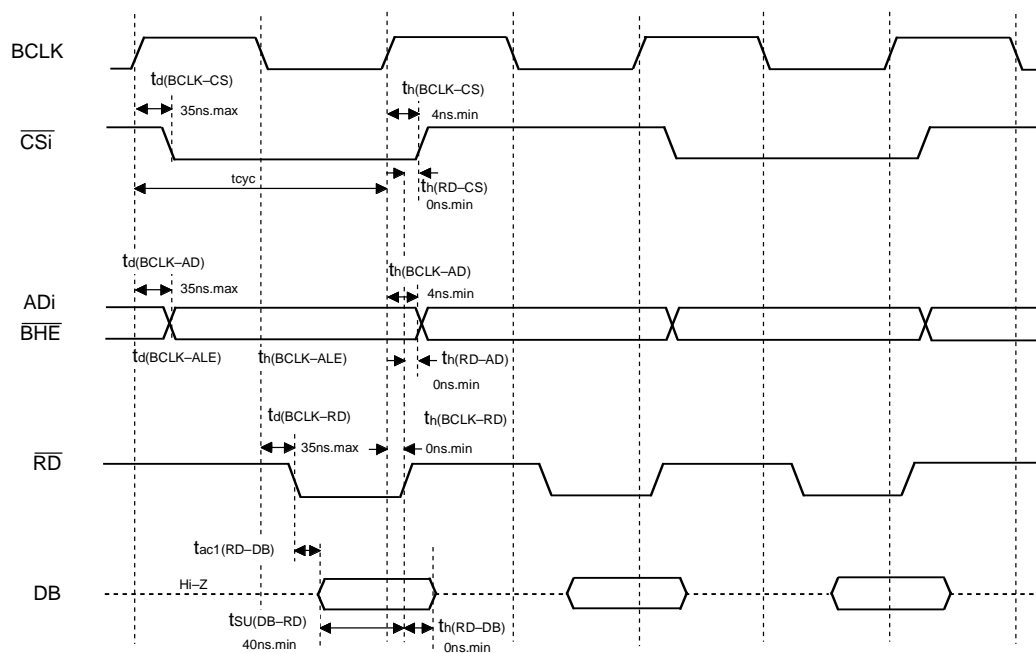 BCLK
td(BCLK–CS)
35ns.max
th(BCLK–CS)
4ns.min
CSi
tcyc
th(RD–CS)
0ns.min
td(BCLK–AD)
35ns.max
th(BCLK–AD)
4ns.min
ADi
BHE
td(BCLK–ALE)
th(BCLK–ALE)
th(RD–AD)
0ns.min
td(BCLK–RD)
35ns.max
th(BCLK–RD)
0ns.min
RD
tac1(RD–DB)
Hi–Z
DB
tSU(DB–RD)
40ns.min
th(RD–DB)
0ns.min